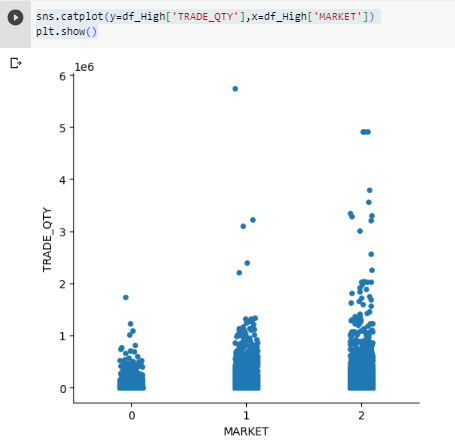 sns.catplot(y=df_High['TRADE_QTY'],x=df_High['MARKET'])
plt.show()
1e6
6
5
4
3
2
1
0
TRADE_QTY
0 1 2
MARKET